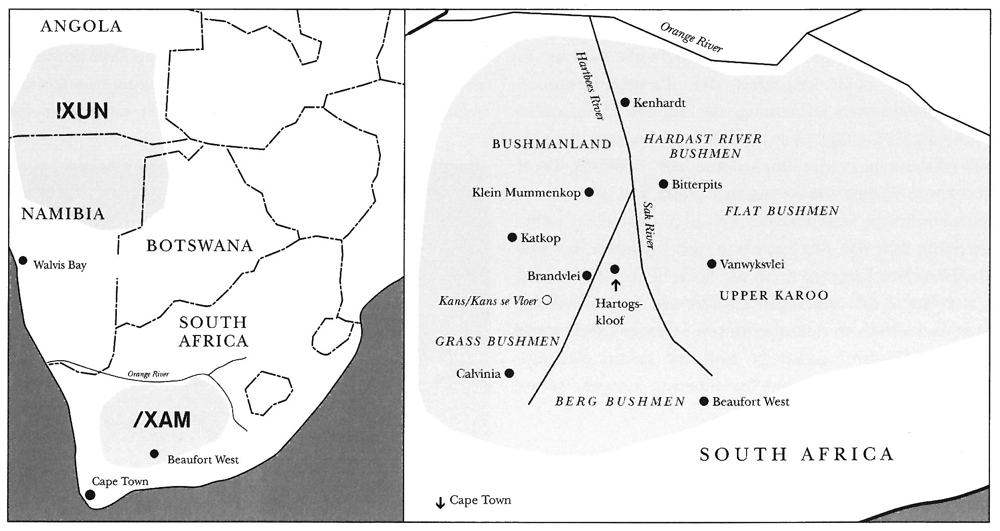 ANGOLA
!XUN
NAMIBIA
BOTSWANA
Walvis Bay
SOUTH
AFRICA
Orange River
/XAM
Beaufort West
Cape Town
Orange River
Hartbees River
Kenhardt
BUSHMANLAND
HARDAST RIVER
BUSHMEN
Bitterpits
Klein Mummenkop
FLAT BUSHMEN
Sak River
Katkop
Vanwyksvlei
Brandvlei
UPPER KAROO
Kans/Kans se Vloer
Hartogs-
kloof
GRASS BUSHMEN
Calvinia
BERG BUSHMEN
Beaufort West
SOUTH AFRICA
Cape Town